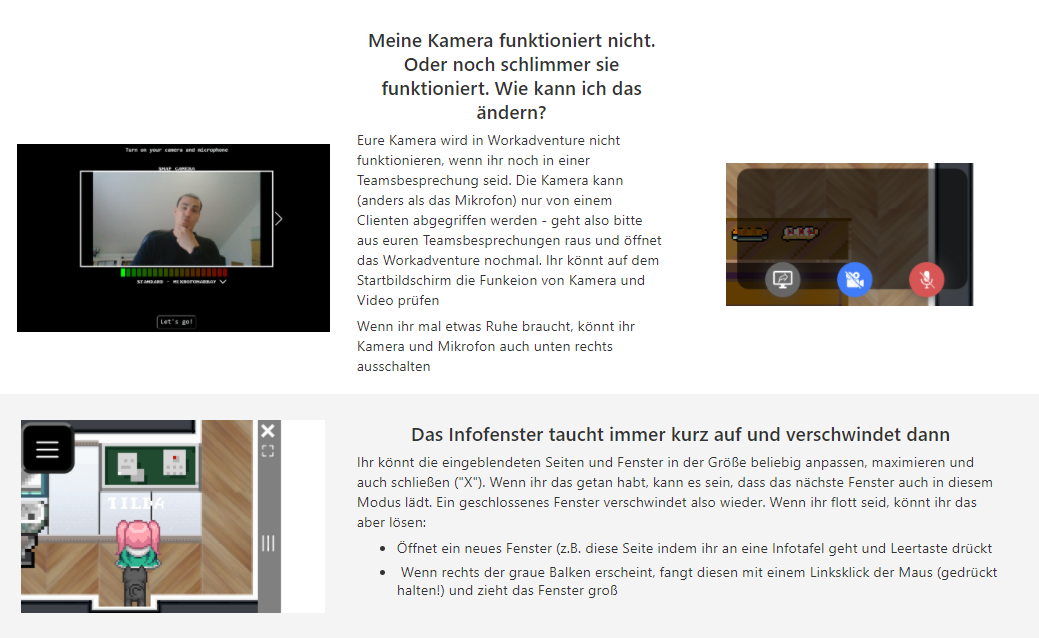 Meine Kamera funktioniert nicht.
Oder noch schlimmer sie
funktioniert. Wie kann ich das
ändern?
Turn on your camera and microphone
SNAP CAMERA
STANDARD - MIKROFONARRAY
Let's go!
Eure Kamera wird in Workadventure nicht
funktionieren, wenn ihr noch in einer
Teamsbesprechung seid. Die Kamera kann
(anders als das Mikrofon) nur von einem
Clienten abgegriffen werden - geht also bitte
aus euren Teamsbesprechungen raus und öffnet
das Workadventure nochmal. Ihr könnt auf dem
Startbildschirm die Funkeion von Kamera und
Video prüfen
Wenn ihr mal etwas Ruhe braucht, könnt ihr
Kamera und Mikrofon auch unten rechts
ausschalten
TILDA
Das Infofenster taucht immer kurz auf und verschwindet dann
Ihr könnt die eingeblendeten Seiten und Fenster in der Größe beliebig anpassen, maximieren und
auch schließen ("X"). Wenn ihr das getan habt, kann es sein, dass das nächste Fenster auch in diesem
Modus lädt. Ein geschlossenes Fenster verschwindet also wieder. Wenn ihr flott seid, könnt ihr das
aber lösen:
• Öffnet ein neues Fenster (z.B. diese Seite indem ihr an eine Infotafel geht und Leertaste drückt
• Wenn rechts der graue Balken erscheint, fangt diesen mit einem Linksklick der Maus (gedrückt
halten!) und zieht das Fenster groß